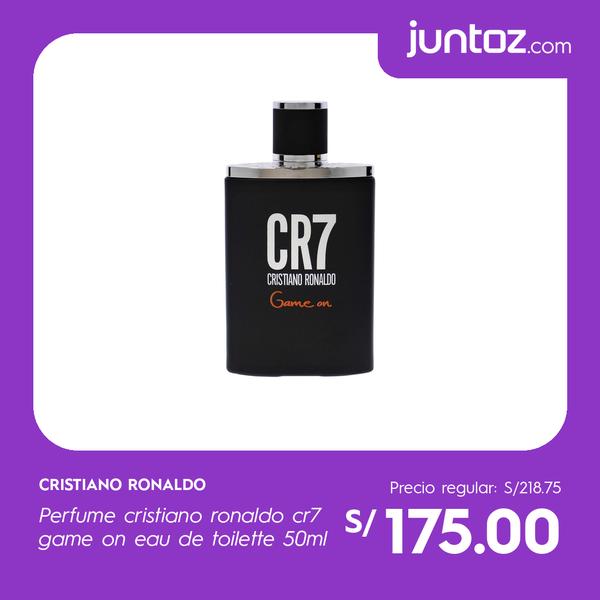 juntoz.com
CR7
CRISTIANO RONALDO
Game on
CRISTIANO RONALDO
Perfume cristiano ronaldo cr7
game on eau de toilette 50ml
Precio regular: S/218.75
S/ 175.00